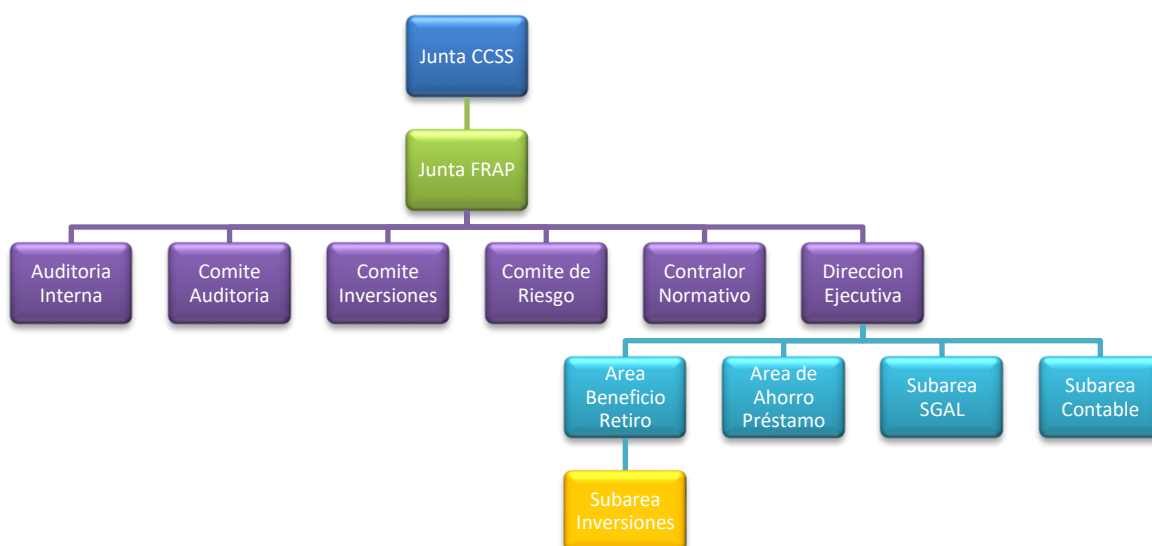 Junta CCSS
Junta FRAP
Auditoria
Interna
Comite
Auditoria
Comite
Inversiones
Comite de
Riesgo
Contralor
Normativo
Direccion
Ejecutiva
Area
Beneficio
Retiro
Area de
Ahorro
Préstamo
Subarea
SGAL
Subarea
Contable
Subarea
Inversiones